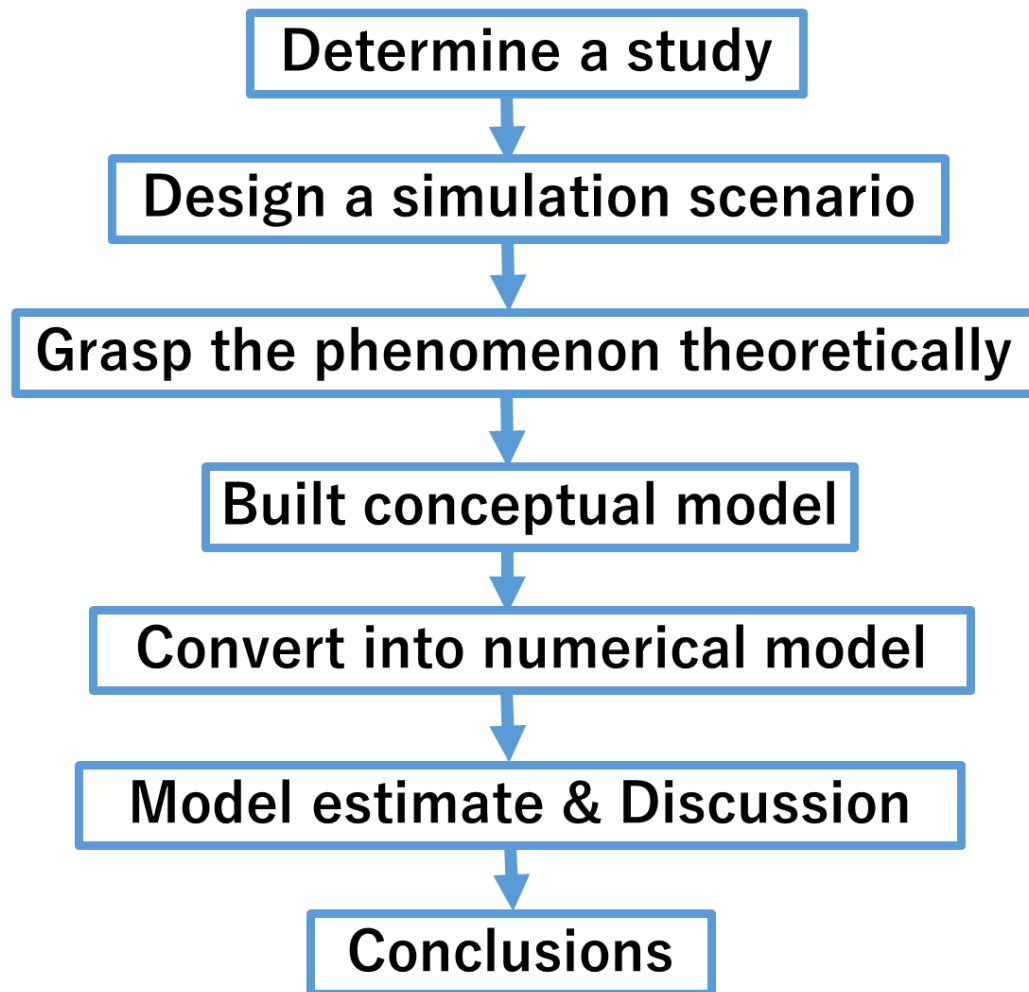 Determine a study
Design a simulation scenario
Grasp the phenomenon theoretically
Built conceptual model
Convert into numerical model
Model estimate & Discussion
Conclusions